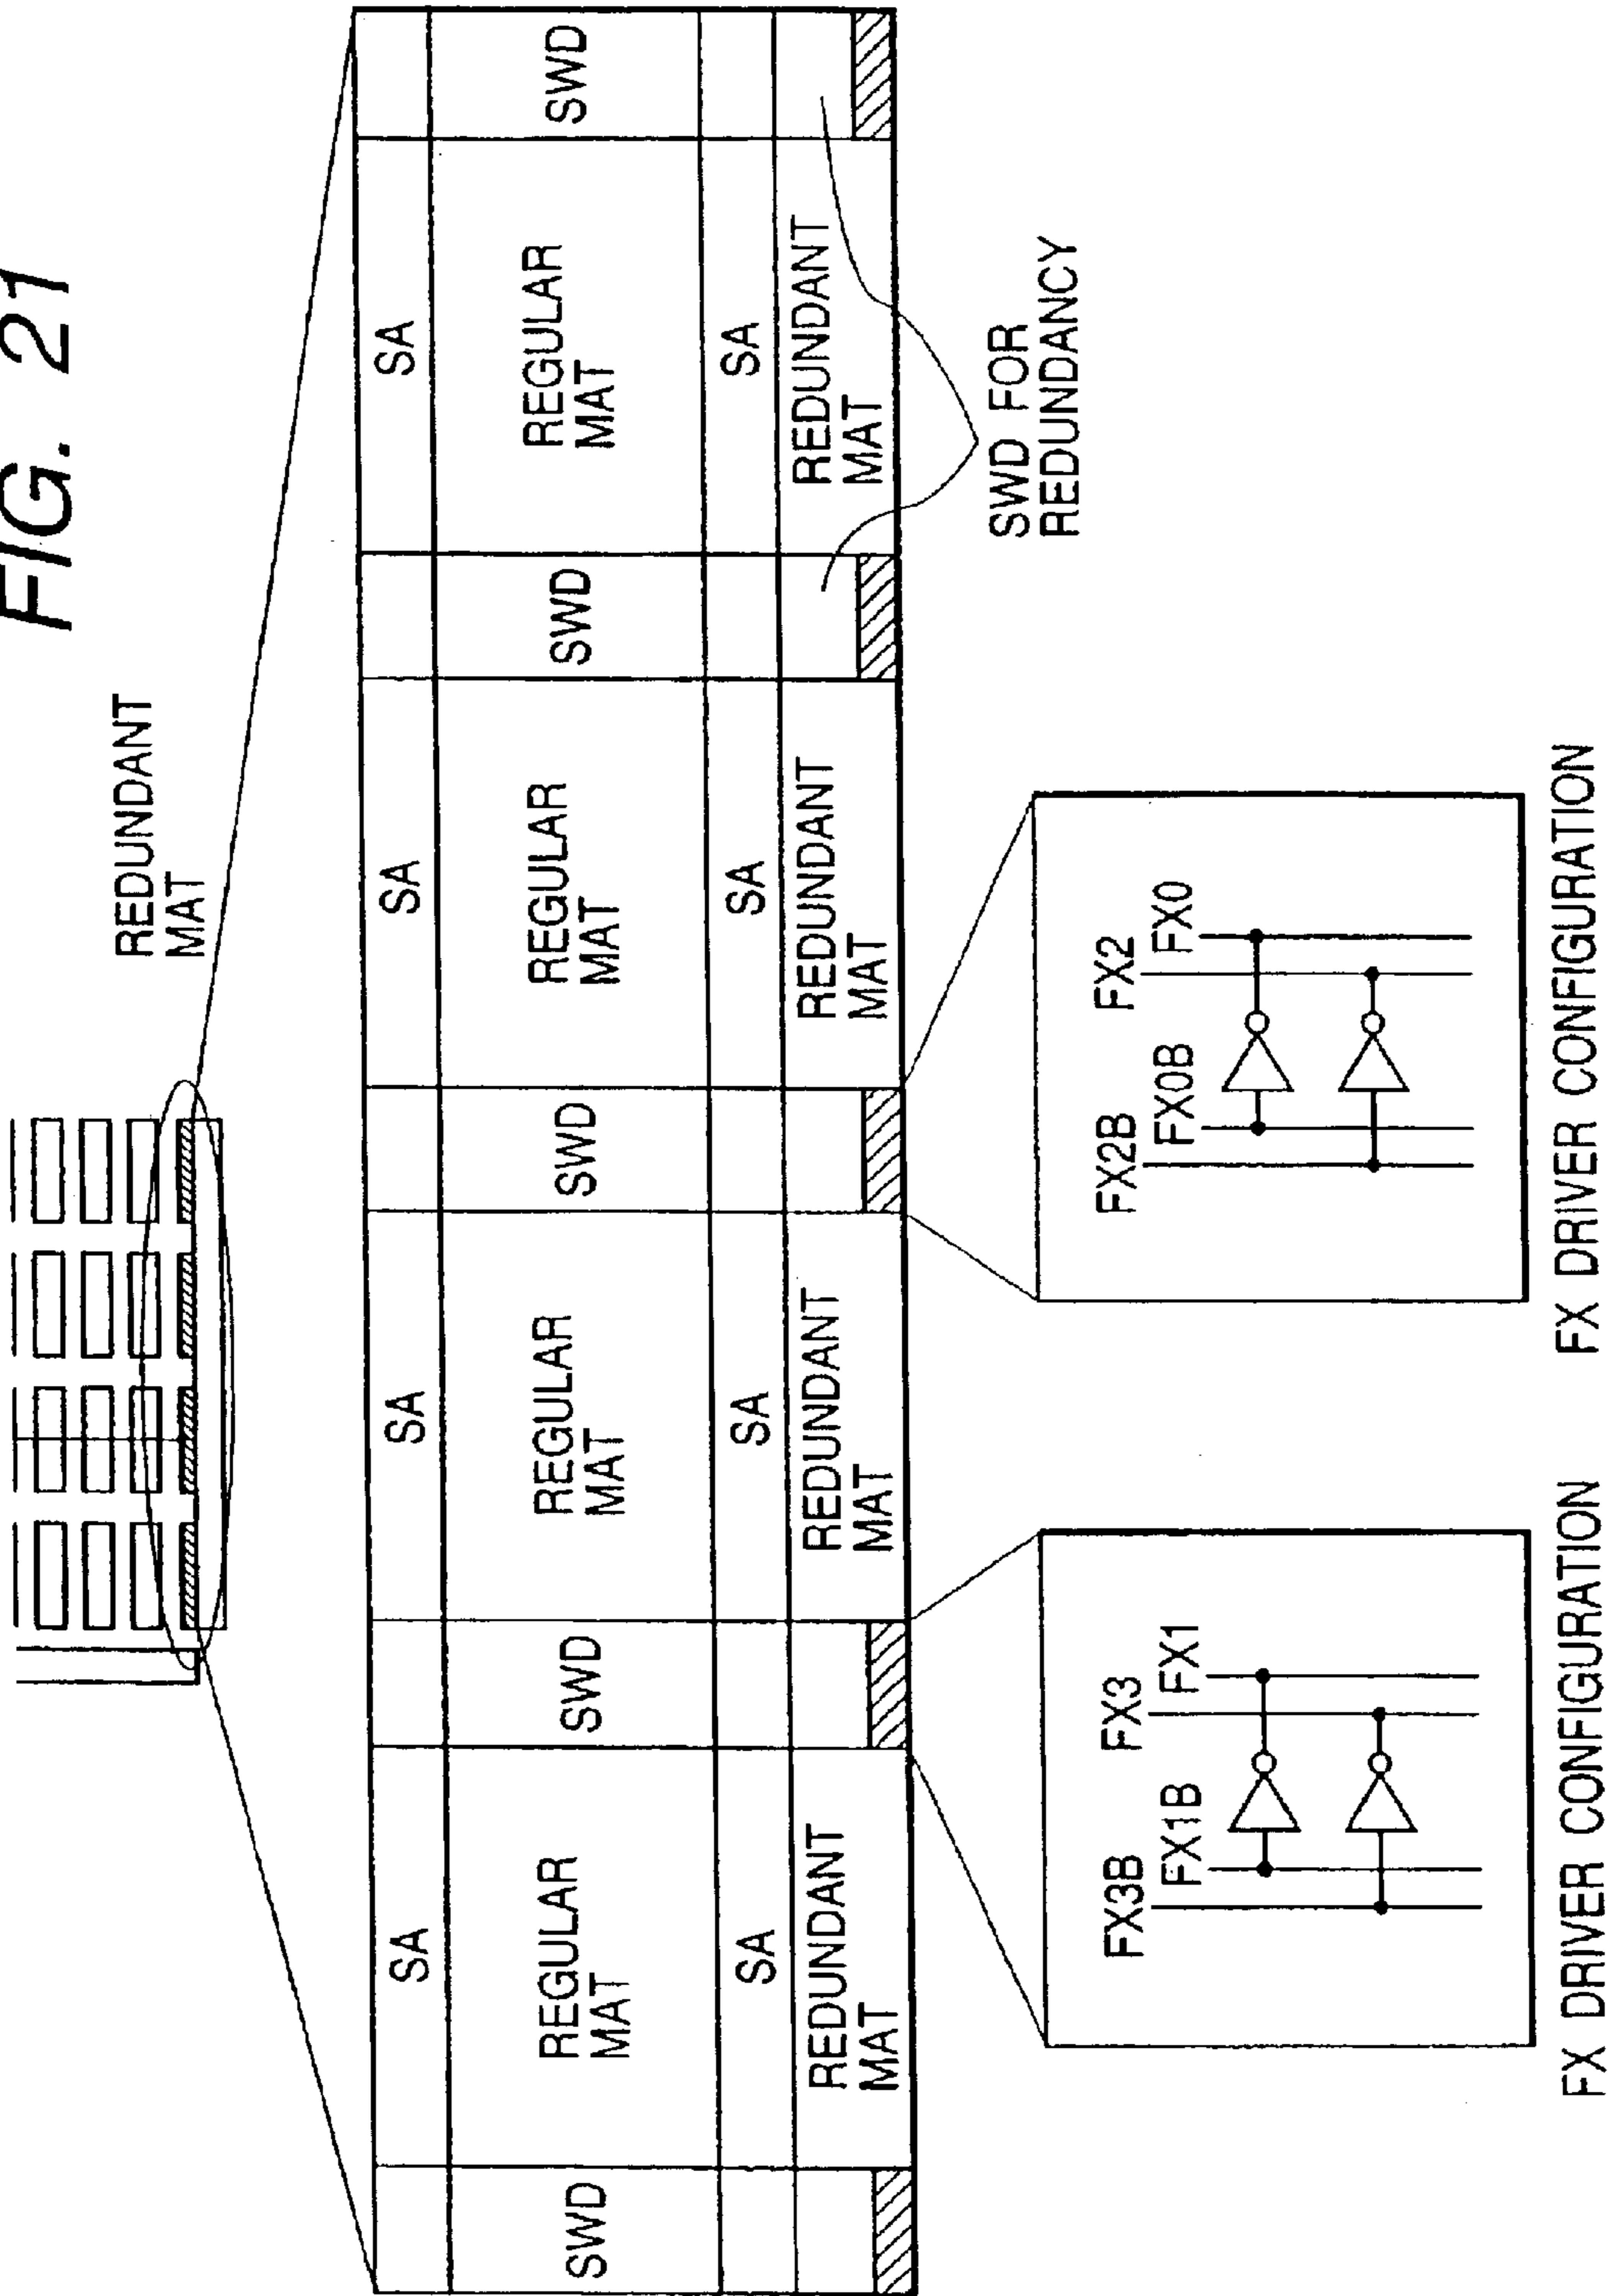 FIG. 21
REDUNDANT
MAT
SA
SA
SA
SA
SWD
REGULAR
MAT
SWD
REGULAR
MAT
SWD
REGULAR
MAT
SWD
REGULAR
MAT
SWD
SA
SA
SA
SA
REDUNDANT
MAT
REDUNDANT
MAT
REDUNDANT
MAT
REDUNDANT
MAT
SWD FOR
REDUNDANCY
FX3B
FX1B
FX3
FX1
FX DRIVER CONFIGURATION
FX2B
FX0B
FX2
FX0
FX DRIVER CONFIGURATION